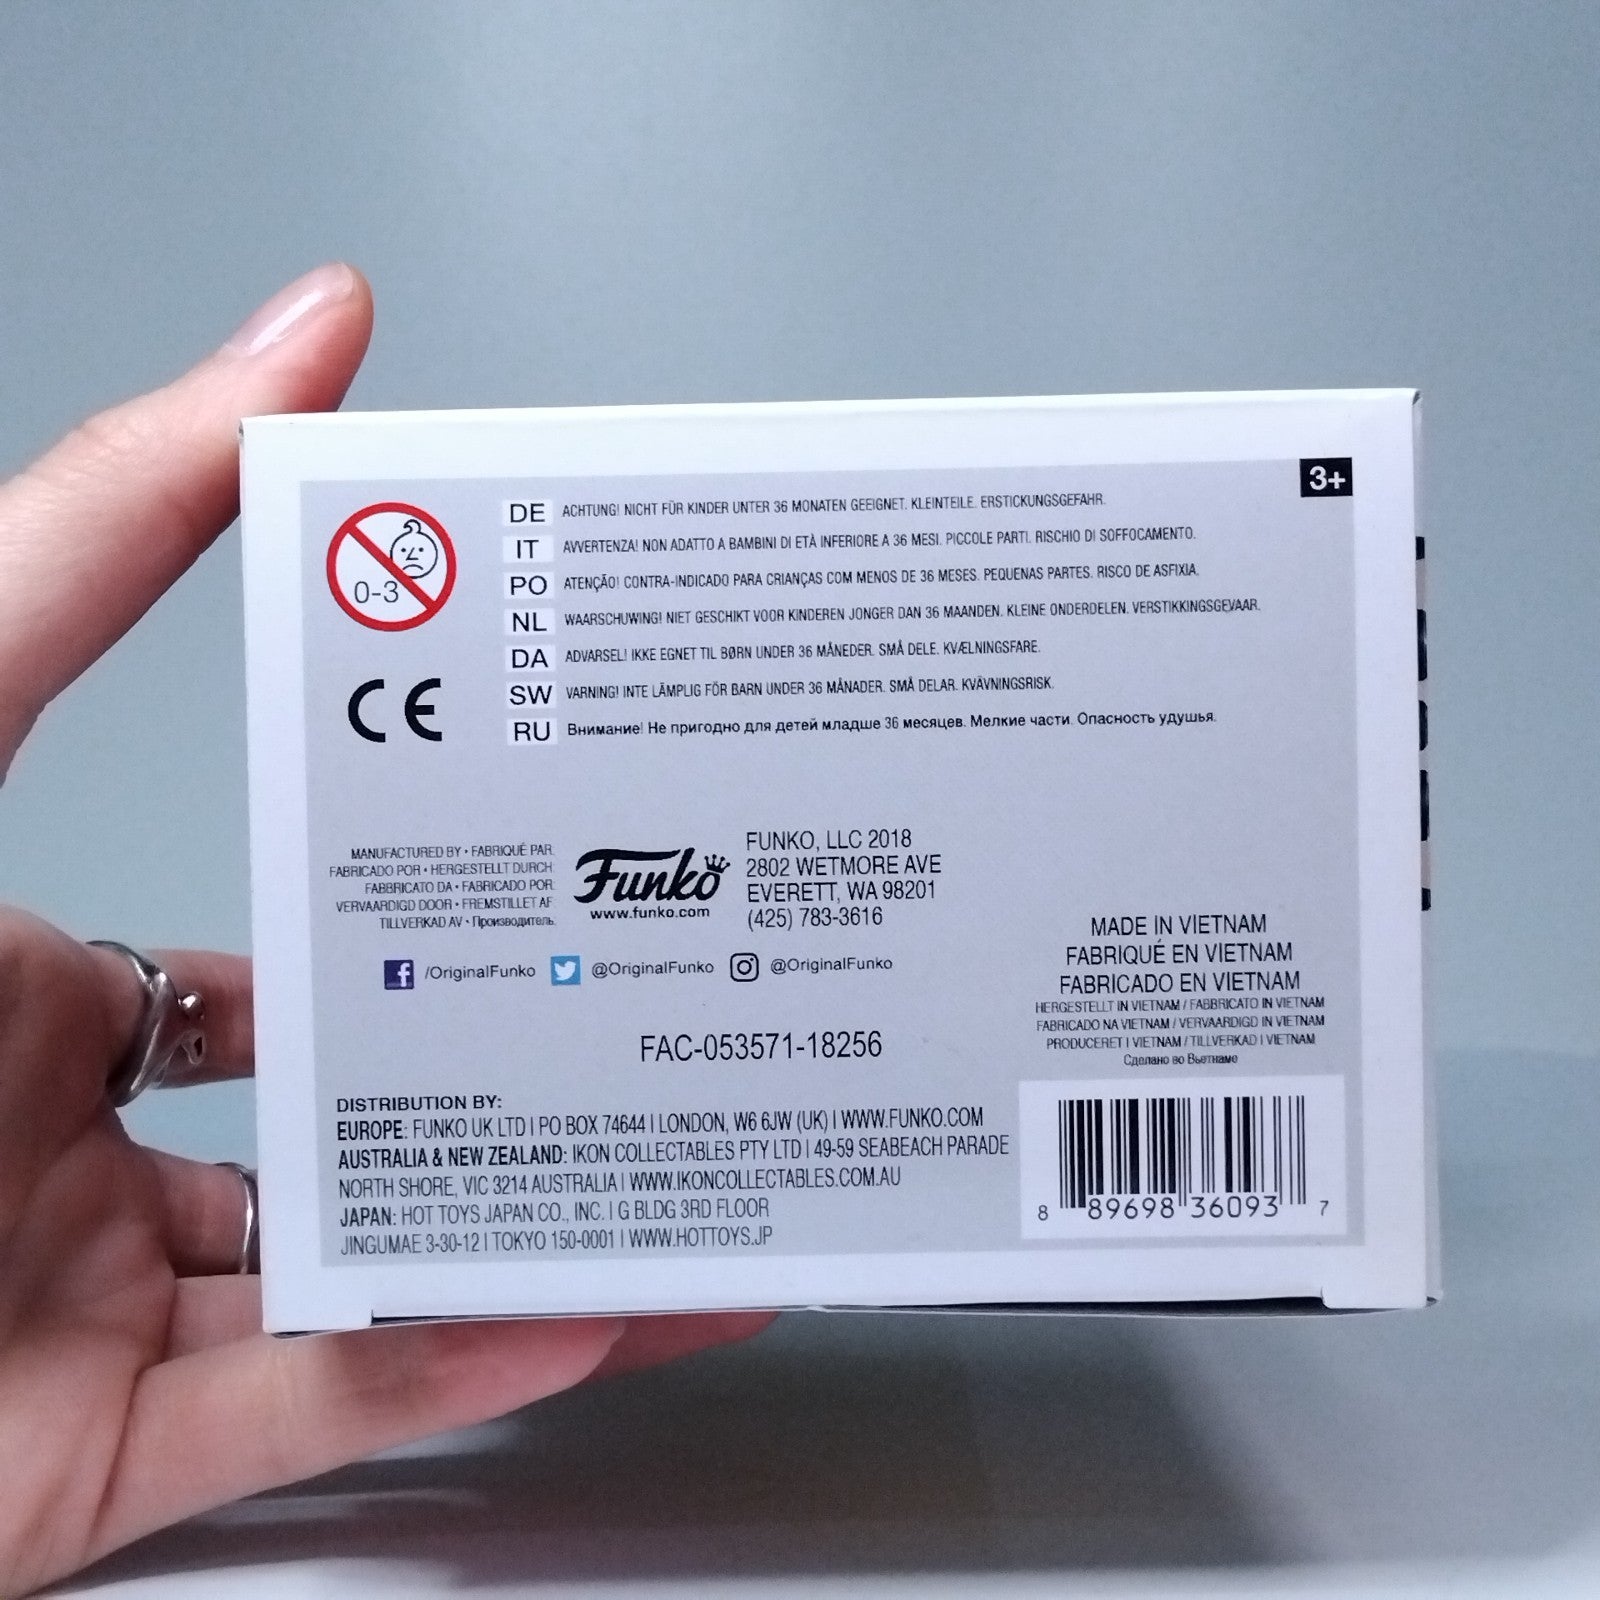 3+
0-3
DE ACHTUNG! NICHT FÜR KINDER UNTER 36 MONATEN GEEIGNET. KLEINTEILE. ERSTICKUNGSGEFAHR.
IT AVVERTENZA! NON ADATTO A BAMBINI DI ETÀ INFERIORE A 36 MESI. PICCOLE PARTI. RISCHIO DI SOFFOCAMENTO.
PO ATENÇÃO! CONTRA-INDICADO PARA CRIANÇAS COM MENOS DE 36 MESES. PEQUENAS PARTES. RISCO DE ASFIXIA.
NL WAARSCHUWING! NIET GESCHIKT VOOR KINDEREN JONGER DAN 36 MAANDEN. KLEINE ONDERDELEN. VERSTIKKINGSGEVAAR.
DA ADVARSEL! IKKE EGNET TIL BØRN UNDER 36 MÅNEDER. SMÅ DELE. KVÆLNINGSFARE.
SW VARNING! INTE LÄMPLIG FÖR BARN UNDER 36 MÅNADER. SMÅ DELAR. KVÄVNINGSRISK.
RU Внимание! Не пригодно для детей младше 36 месяцев. Мелкие части. Опасность удушья.
CE
MANUFACTURED BY • FABRIQUÉ PAR:
FABRICADO POR • HERGESTELLT DURCH:
FABBRICATO DA • FABRICADO POR:
VERVAARDIGD DOOR • FREMSTILLET AF:
TILLVERKAD AV • Производитель:
Funko
www.funko.com
FUNKO, LLC 2018
2802 WETMORE AVE
EVERETT, WA 98201
(425) 783-3616
f /OriginalFunko @OriginalFunko @OriginalFunko
FAC-053571-18256
MADE IN VIETNAM
FABRIQUÉ EN VIETNAM
FABRICADO EN VIETNAM
HERGESTELLT IN VIETNAM / FABBRICATO IN VIETNAM
FABRICADO NA VIETNAM / VERVAARDIGD IN VIETNAM
PRODUCERET I VIETNAM / TILLVERKAD I VIETNAM
Сделано во Вьетнаме
DISTRIBUTION BY:
EUROPE: FUNKO UK LTD | PO BOX 74644 | LONDON, W6 6JW (UK) | WWW.FUNKO.COM
AUSTRALIA & NEW ZEALAND: IKON COLLECTABLES PTY LTD | 49-59 SEABEACH PARADE
NORTH SHORE, VIC 3214 AUSTRALIA | WWW.IKONCOLLECTABLES.COM.AU
JAPAN: HOT TOYS JAPAN CO., INC. | G BLDG 3RD FLOOR
JINGUMAE 3-30-12 | TOKYO 150-0001 | WWW.HOTTOYS.JP
8 89698 36093 7